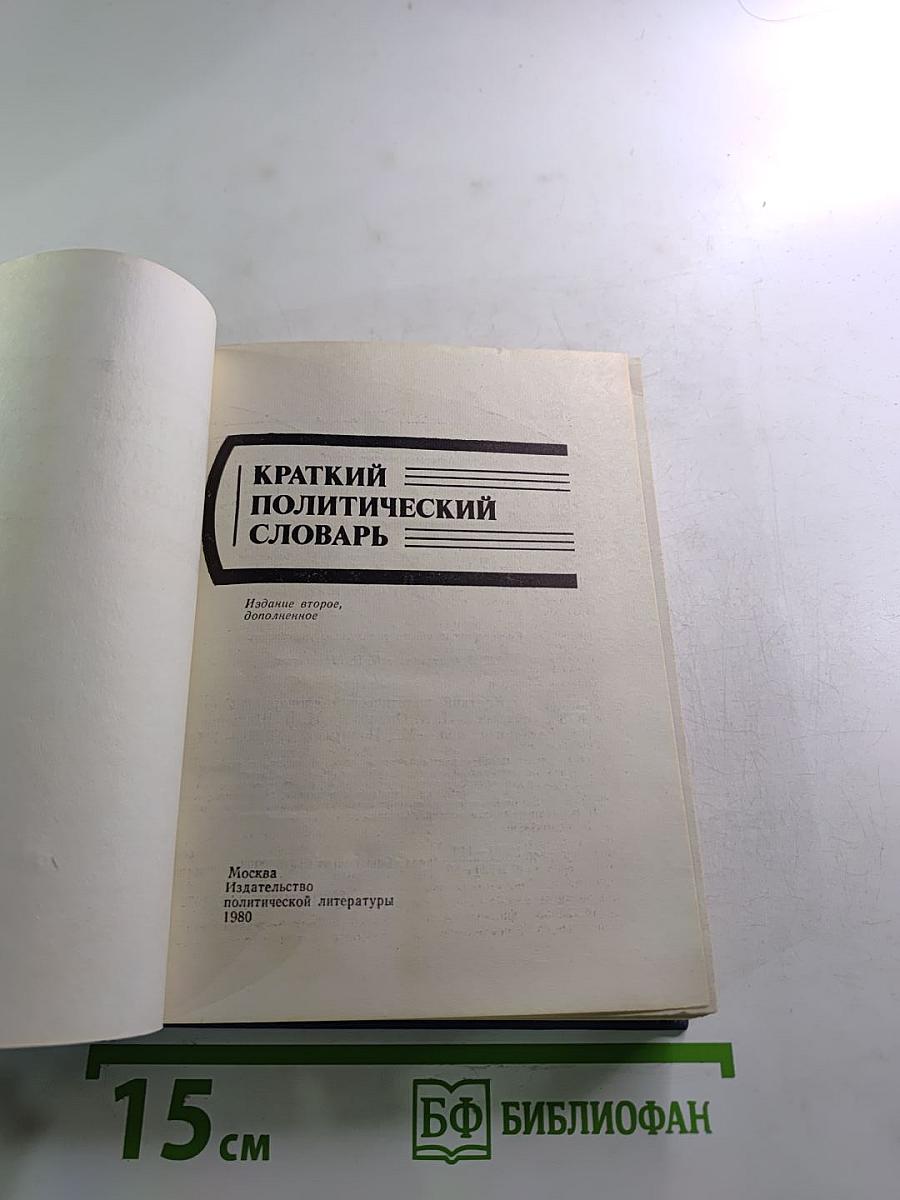 КРАТКИЙ
ПОЛИТИЧЕСКИЙ
СЛОВАРЬ
Издание второе,
дополненное
Москва
Издательство
политической литературы
1980
15 см
БФ БИБЛИОФАН